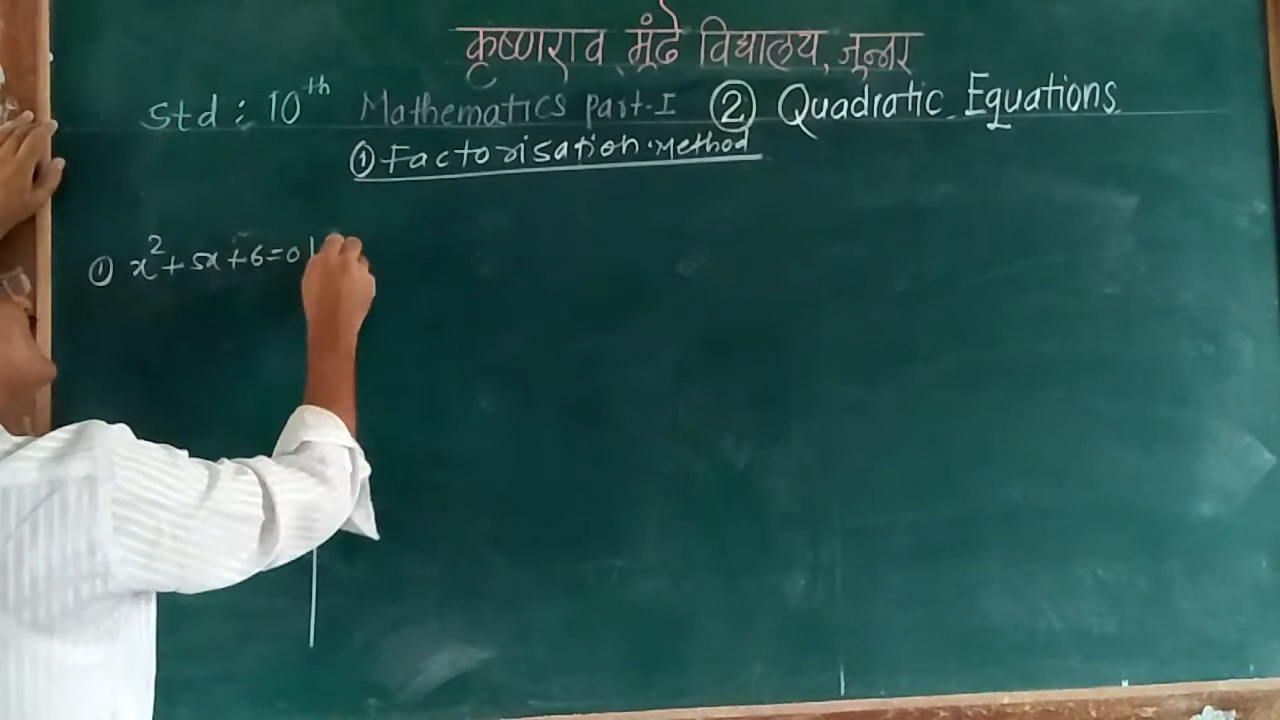 कृष्णराव मुंढे विद्यालय, जुन्नर
Std : 10th Mathematics Part-I ② Quadratic Equations
① Factorisation Method
① x²+5x+6=0